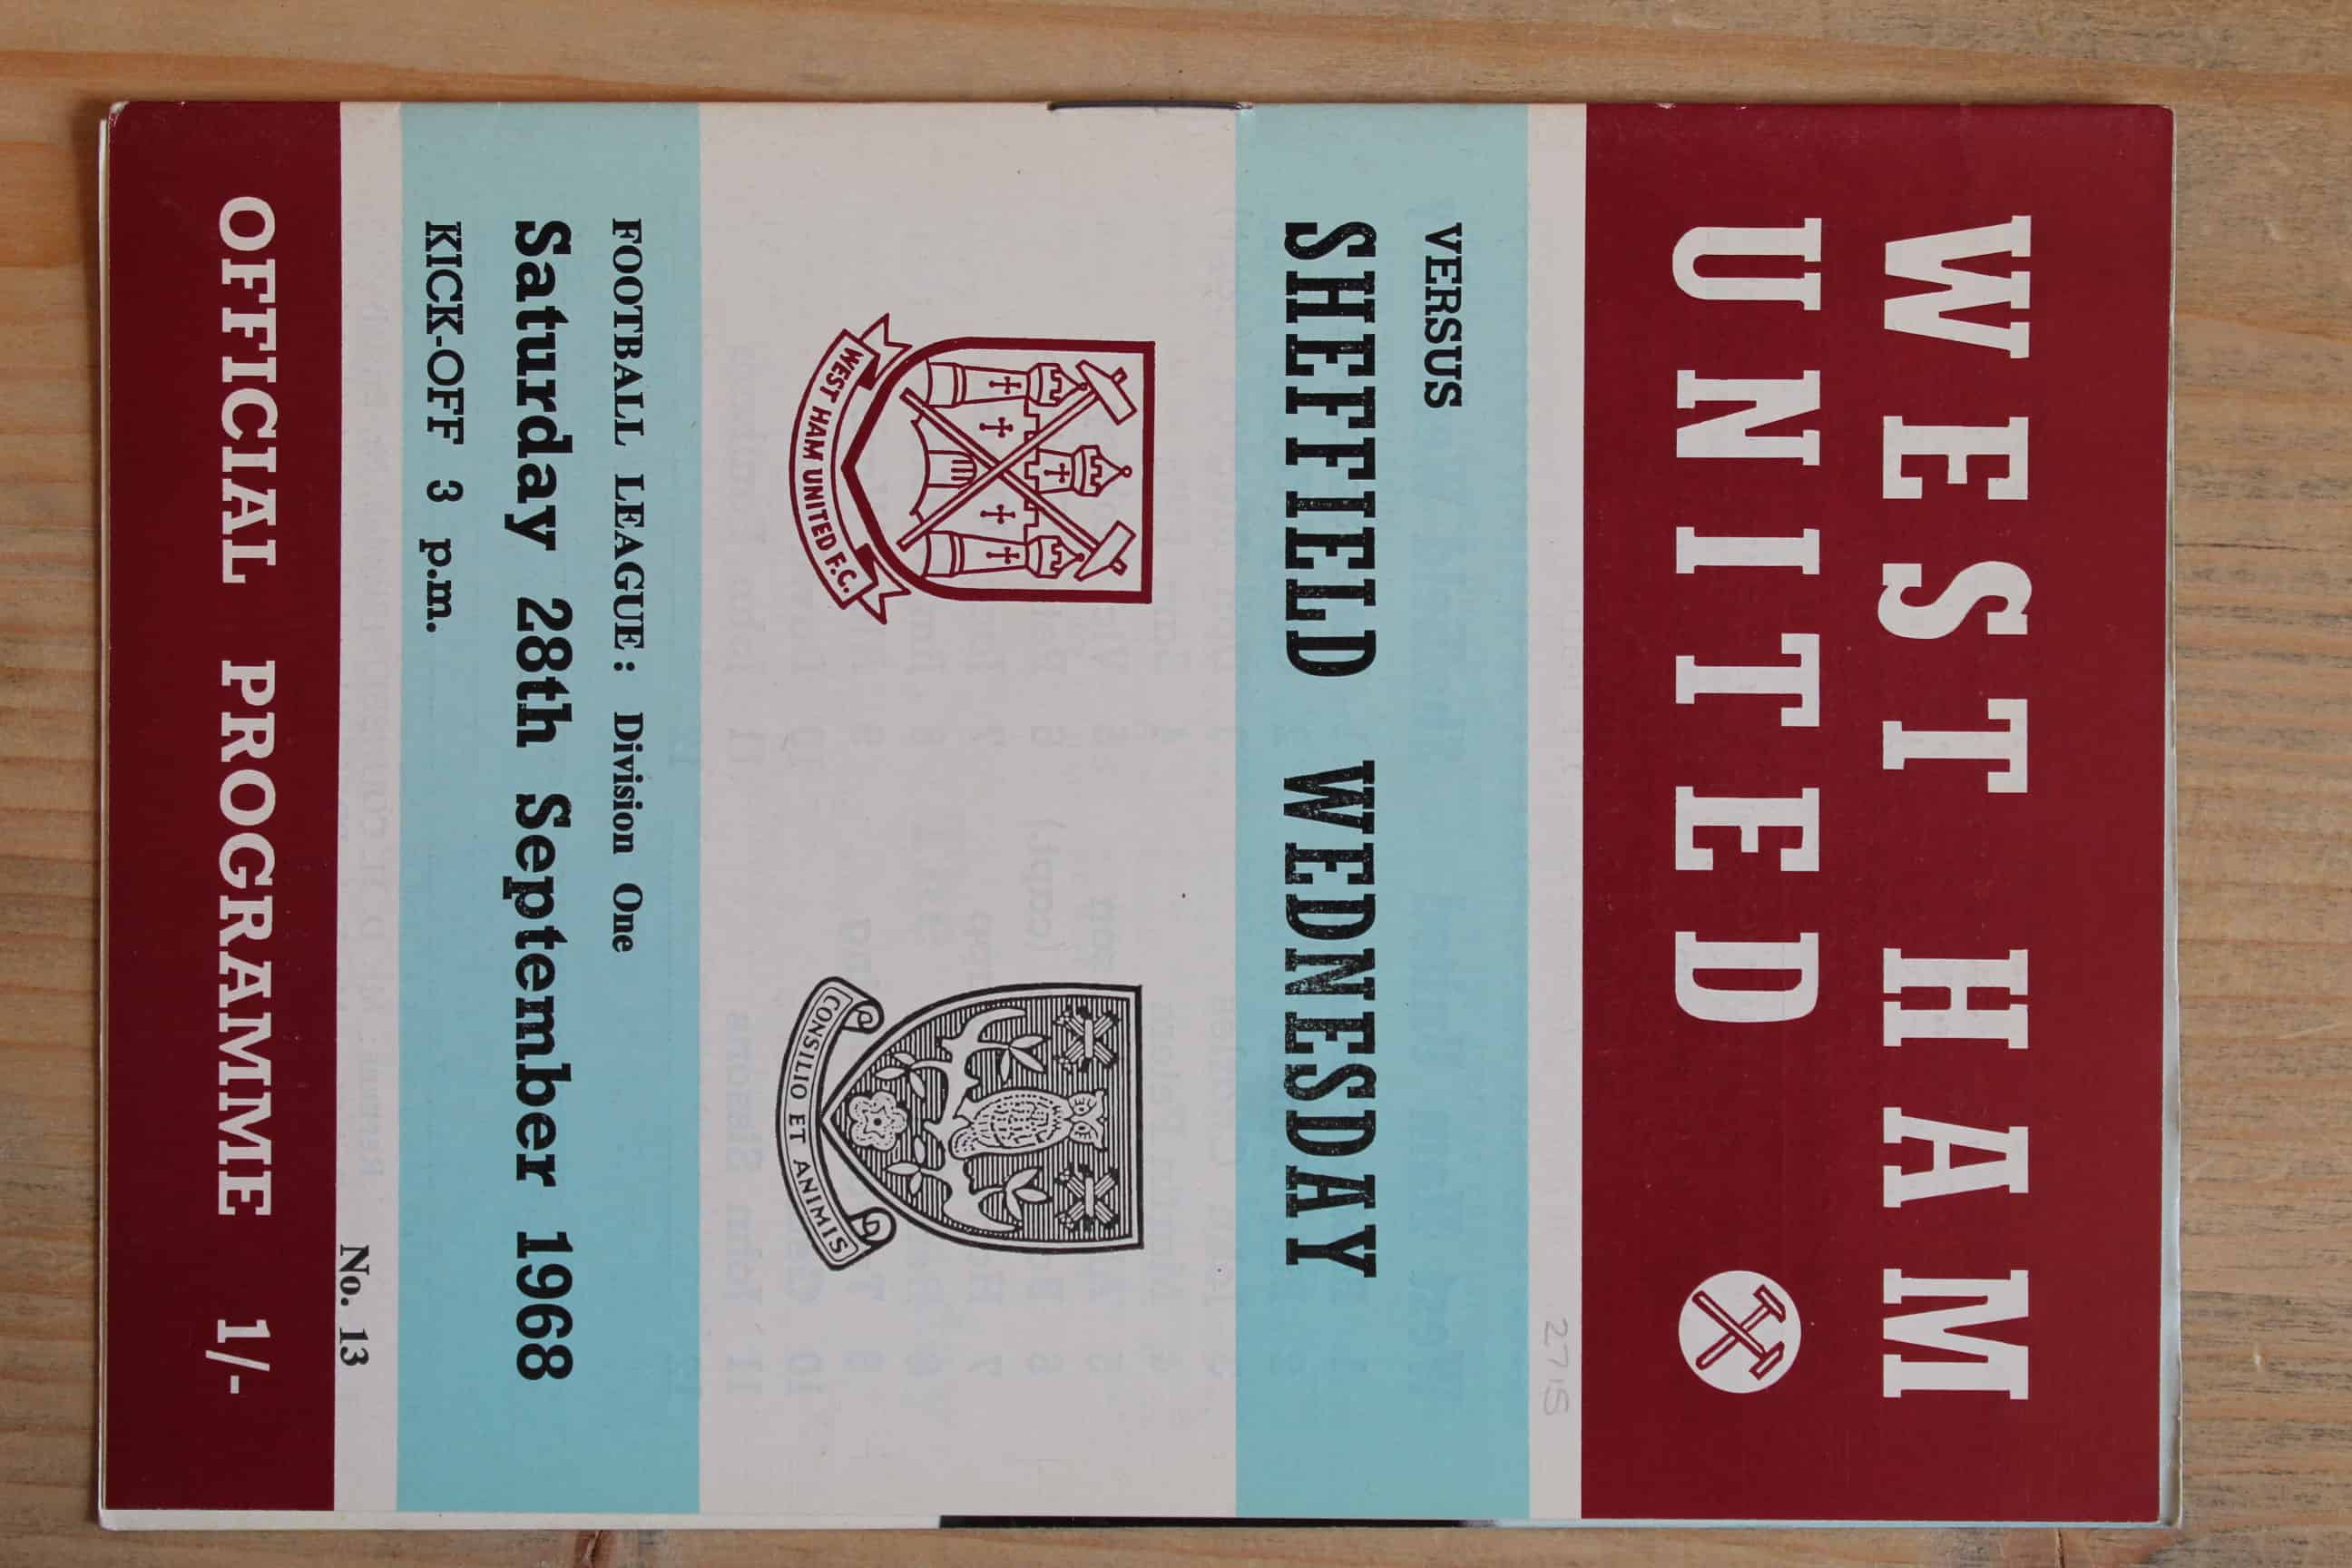 WEST HAM
UNITED
VERSUS
SHEFFIELD WEDNESDAY
WEST HAM UNITED F.C.
CONSILIO ET ANIMIS
FOOTBALL LEAGUE: Division One
Saturday 28th September 1968
KICK-OFF 3 p.m.
No. 13
OFFICIAL PROGRAMME 1/-